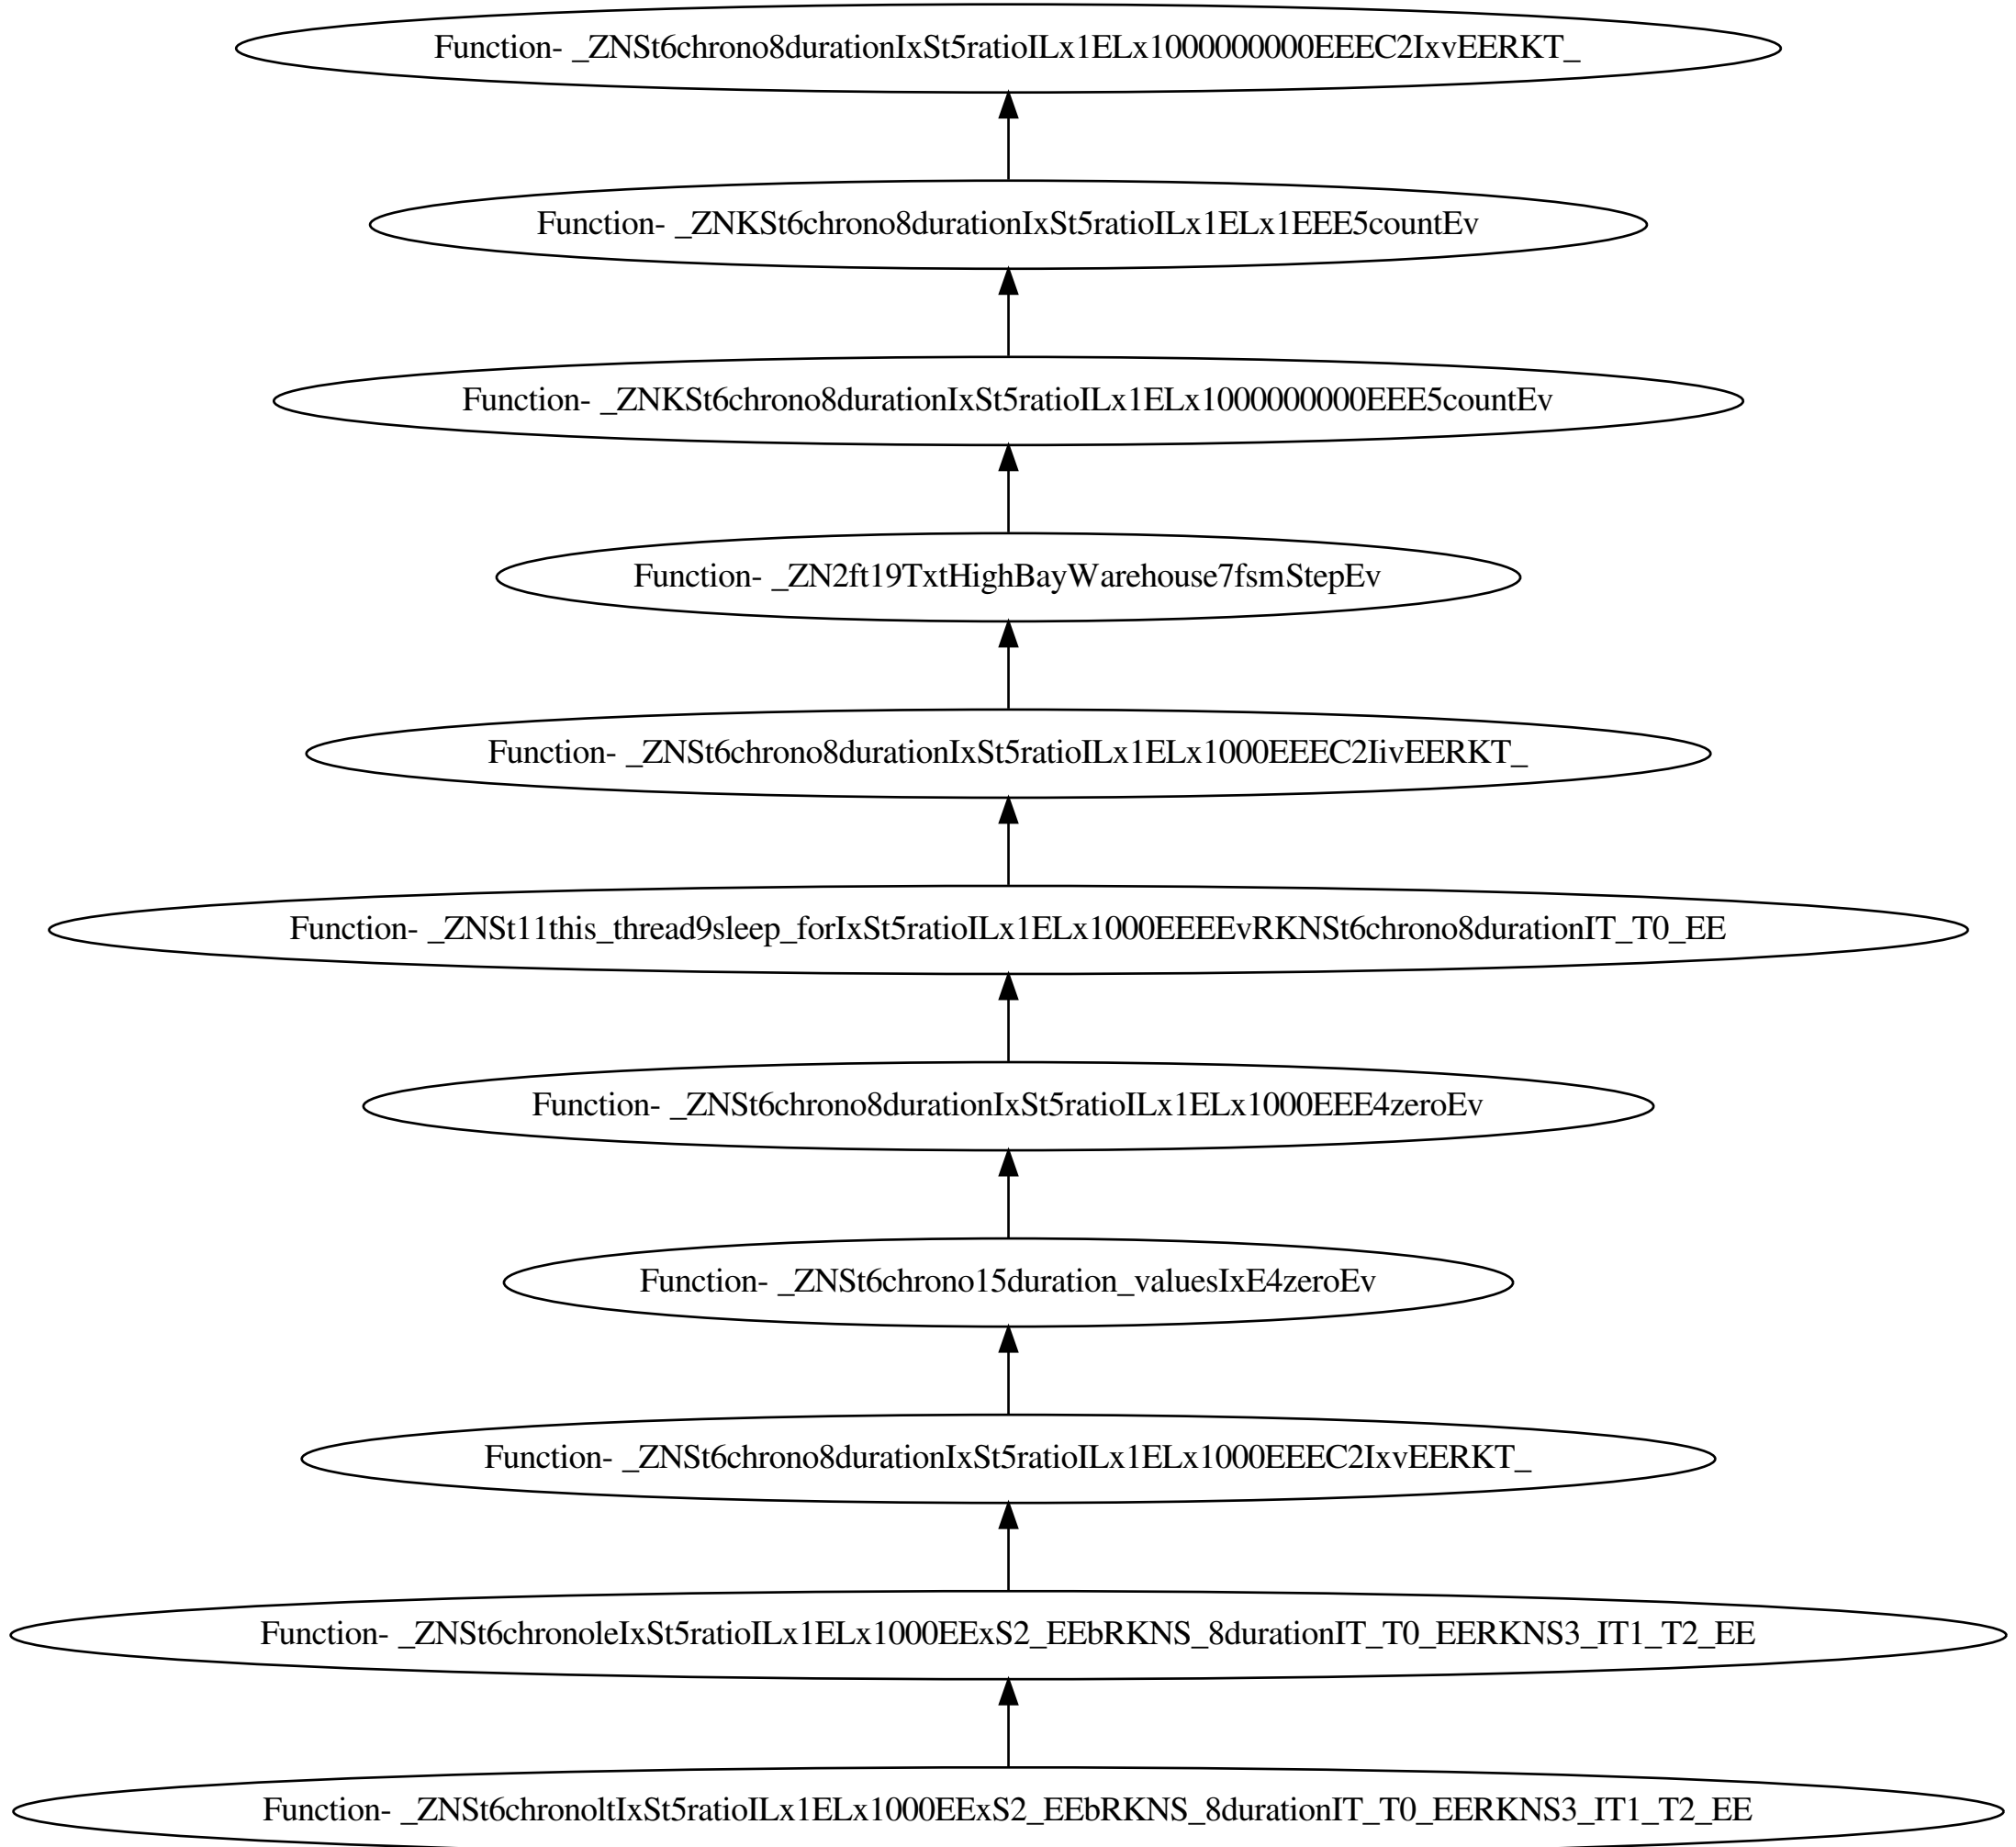 Function- _ZNSt6chrono8durationIxSt5ratioILx1ELx1000000000EEEC2IxvEERKT_
Function- _ZNKSt6chrono8durationIxSt5ratioILx1ELx1EEE5countEv
Function- _ZNKSt6chrono8durationIxSt5ratioILx1ELx1000000000EEE5countEv
Function- _ZN2ft19TxtHighBayWarehouse7fsmStepEv
Function- _ZNSt6chrono8durationIxSt5ratioILx1ELx1000EEEC2IivEERKT_
Function- _ZNSt11this_thread9sleep_forIxSt5ratioILx1ELx1000EEEEvRKNSt6chrono8durationIT_T0_EE
Function- _ZNSt6chrono8durationIxSt5ratioILx1ELx1000EEE4zeroEv
Function- _ZNSt6chrono15duration_valuesIxE4zeroEv
Function- _ZNSt6chrono8durationIxSt5ratioILx1ELx1000EEEC2IxvEERKT_
Function- _ZNSt6chronoleIxSt5ratioILx1ELx1000EExS2_EEbRKNS_8durationIT_T0_EERKNS3_IT1_T2_EE
Function- _ZNSt6chronoltIxSt5ratioILx1ELx1000EExS2_EEbRKNS_8durationIT_T0_EERKNS3_IT1_T2_EE